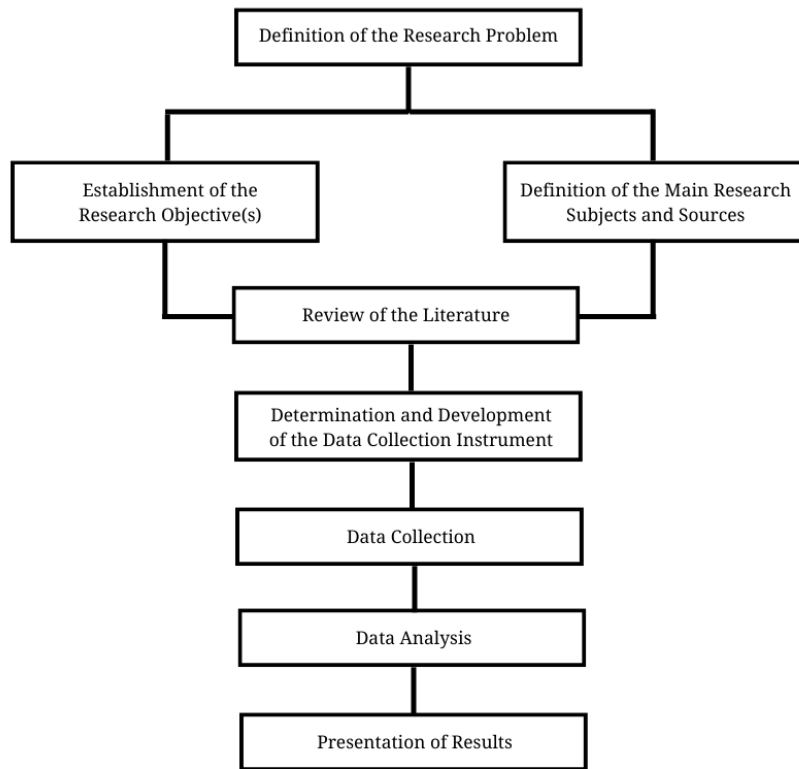 Definition of the Research Problem
Establishment of the
Research Objective(s)
Definition of the Main Research
Subjects and Sources
Review of the Literature
Determination and Development
of the Data Collection Instrument
Data Collection
Data Analysis
Presentation of Results